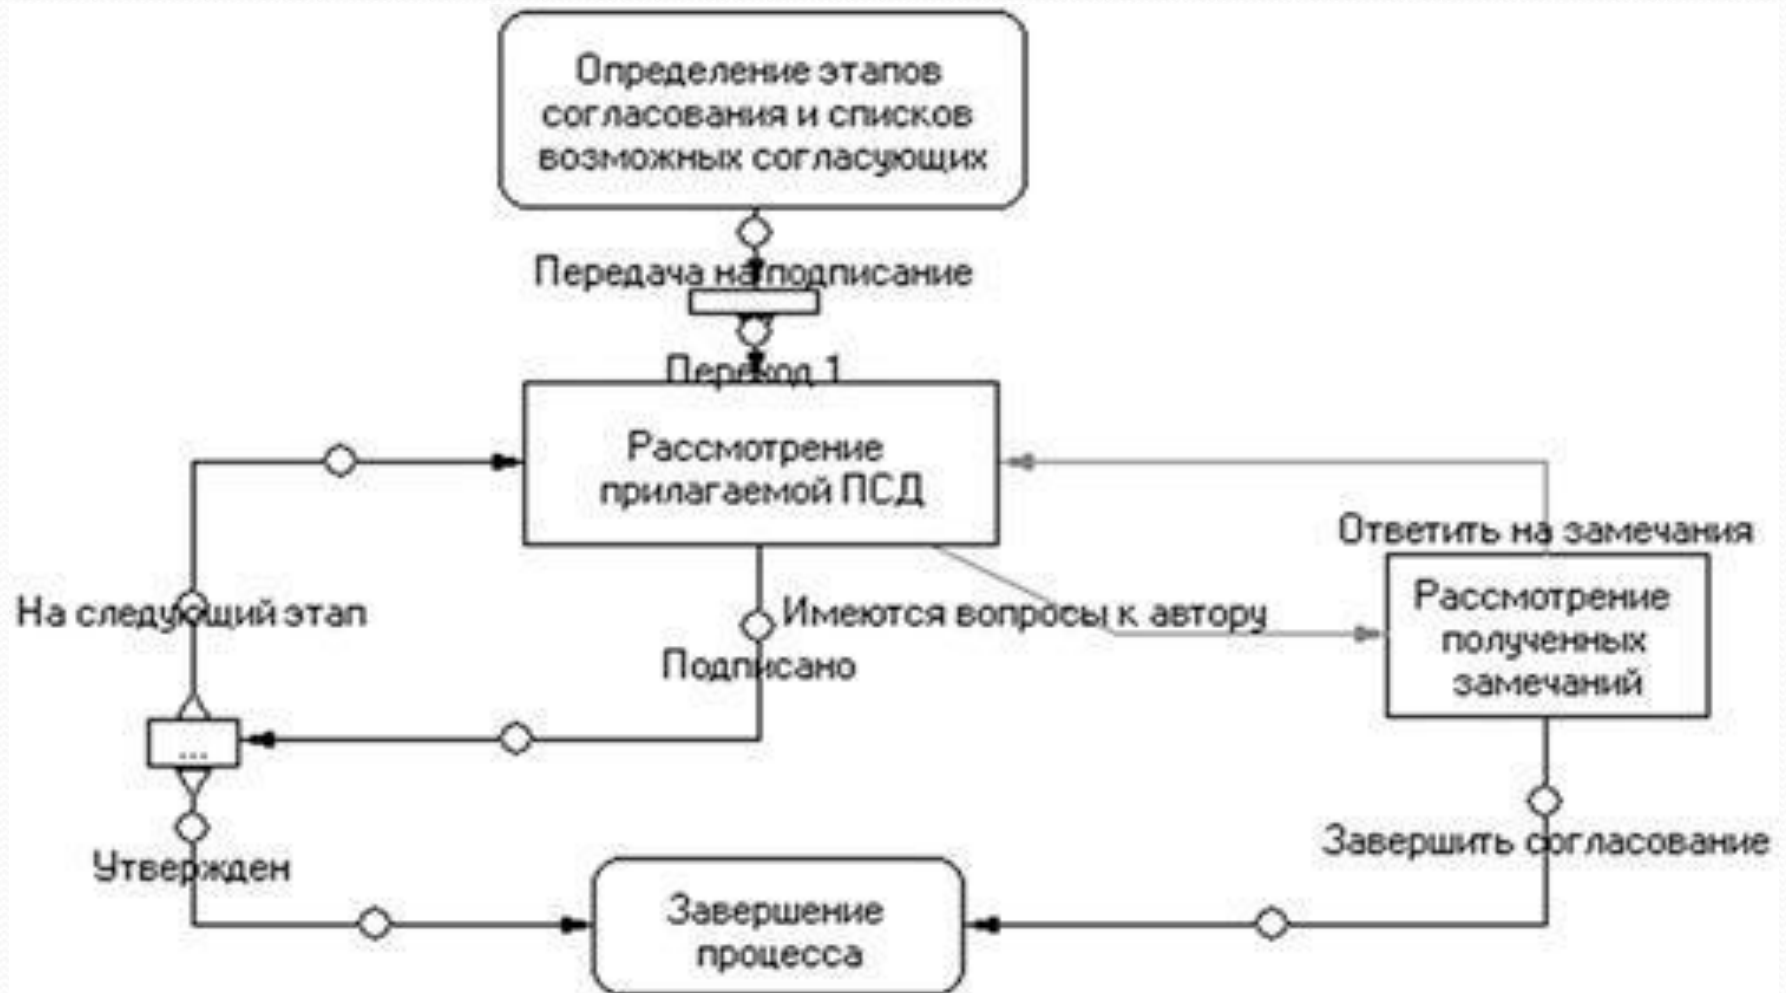 Определение этапов
согласования и списков
возможных согласующих
Передача на подписание
Переход 1
Рассмотрение
прилагаемой ПСД
Ответить на замечания
Рассмотрение
полученных
замечаний
На следующий этап
Имеются вопросы к автору
Подписано
...
Завершить согласование
Утвержден
Завершение
процесса